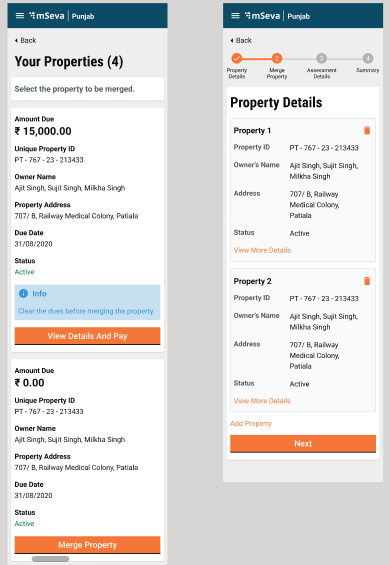 mSeva | Punjab
Back
Your Properties (4)
Select the property to be merged.
Amount Due
₹ 15,000.00
Unique Property ID
PT - 767 - 23 - 213433
Owner Name
Ajit Singh, Sujit Singh, Milkha Singh
Property Address
707/ B, Railway Medical Colony, Patiala
Due Date
31/08/2020
Status
Active
Info
Clear the dues before merging the property
View Details And Pay
Amount Due
₹ 0.00
Unique Property ID
PT - 767 - 23 - 213433
Owner Name
Ajit Singh, Sujit Singh, Milkha Singh
Property Address
707/ B, Railway Medical Colony, Patiala
Due Date
31/08/2020
Status
Active
Merge Property
mSeva | Punjab
Back
2 3 4
Property Details Merge Property Assessment Details Summary
Property Details
Property 1
Property ID PT - 767 - 23 - 213433
Owner's Name Ajit Singh, Sujit Singh,
Milkha Singh
Address 707/ B, Railway
Medical Colony,
Patiala
Status Active
View More Details
Property 2
Property ID PT - 767 - 23 - 213433
Owner's Name Ajit Singh, Sujit Singh,
Milkha Singh
Address 707/ B, Railway
Medical Colony,
Patiala
Status Active
View More Details
Add Property
Next